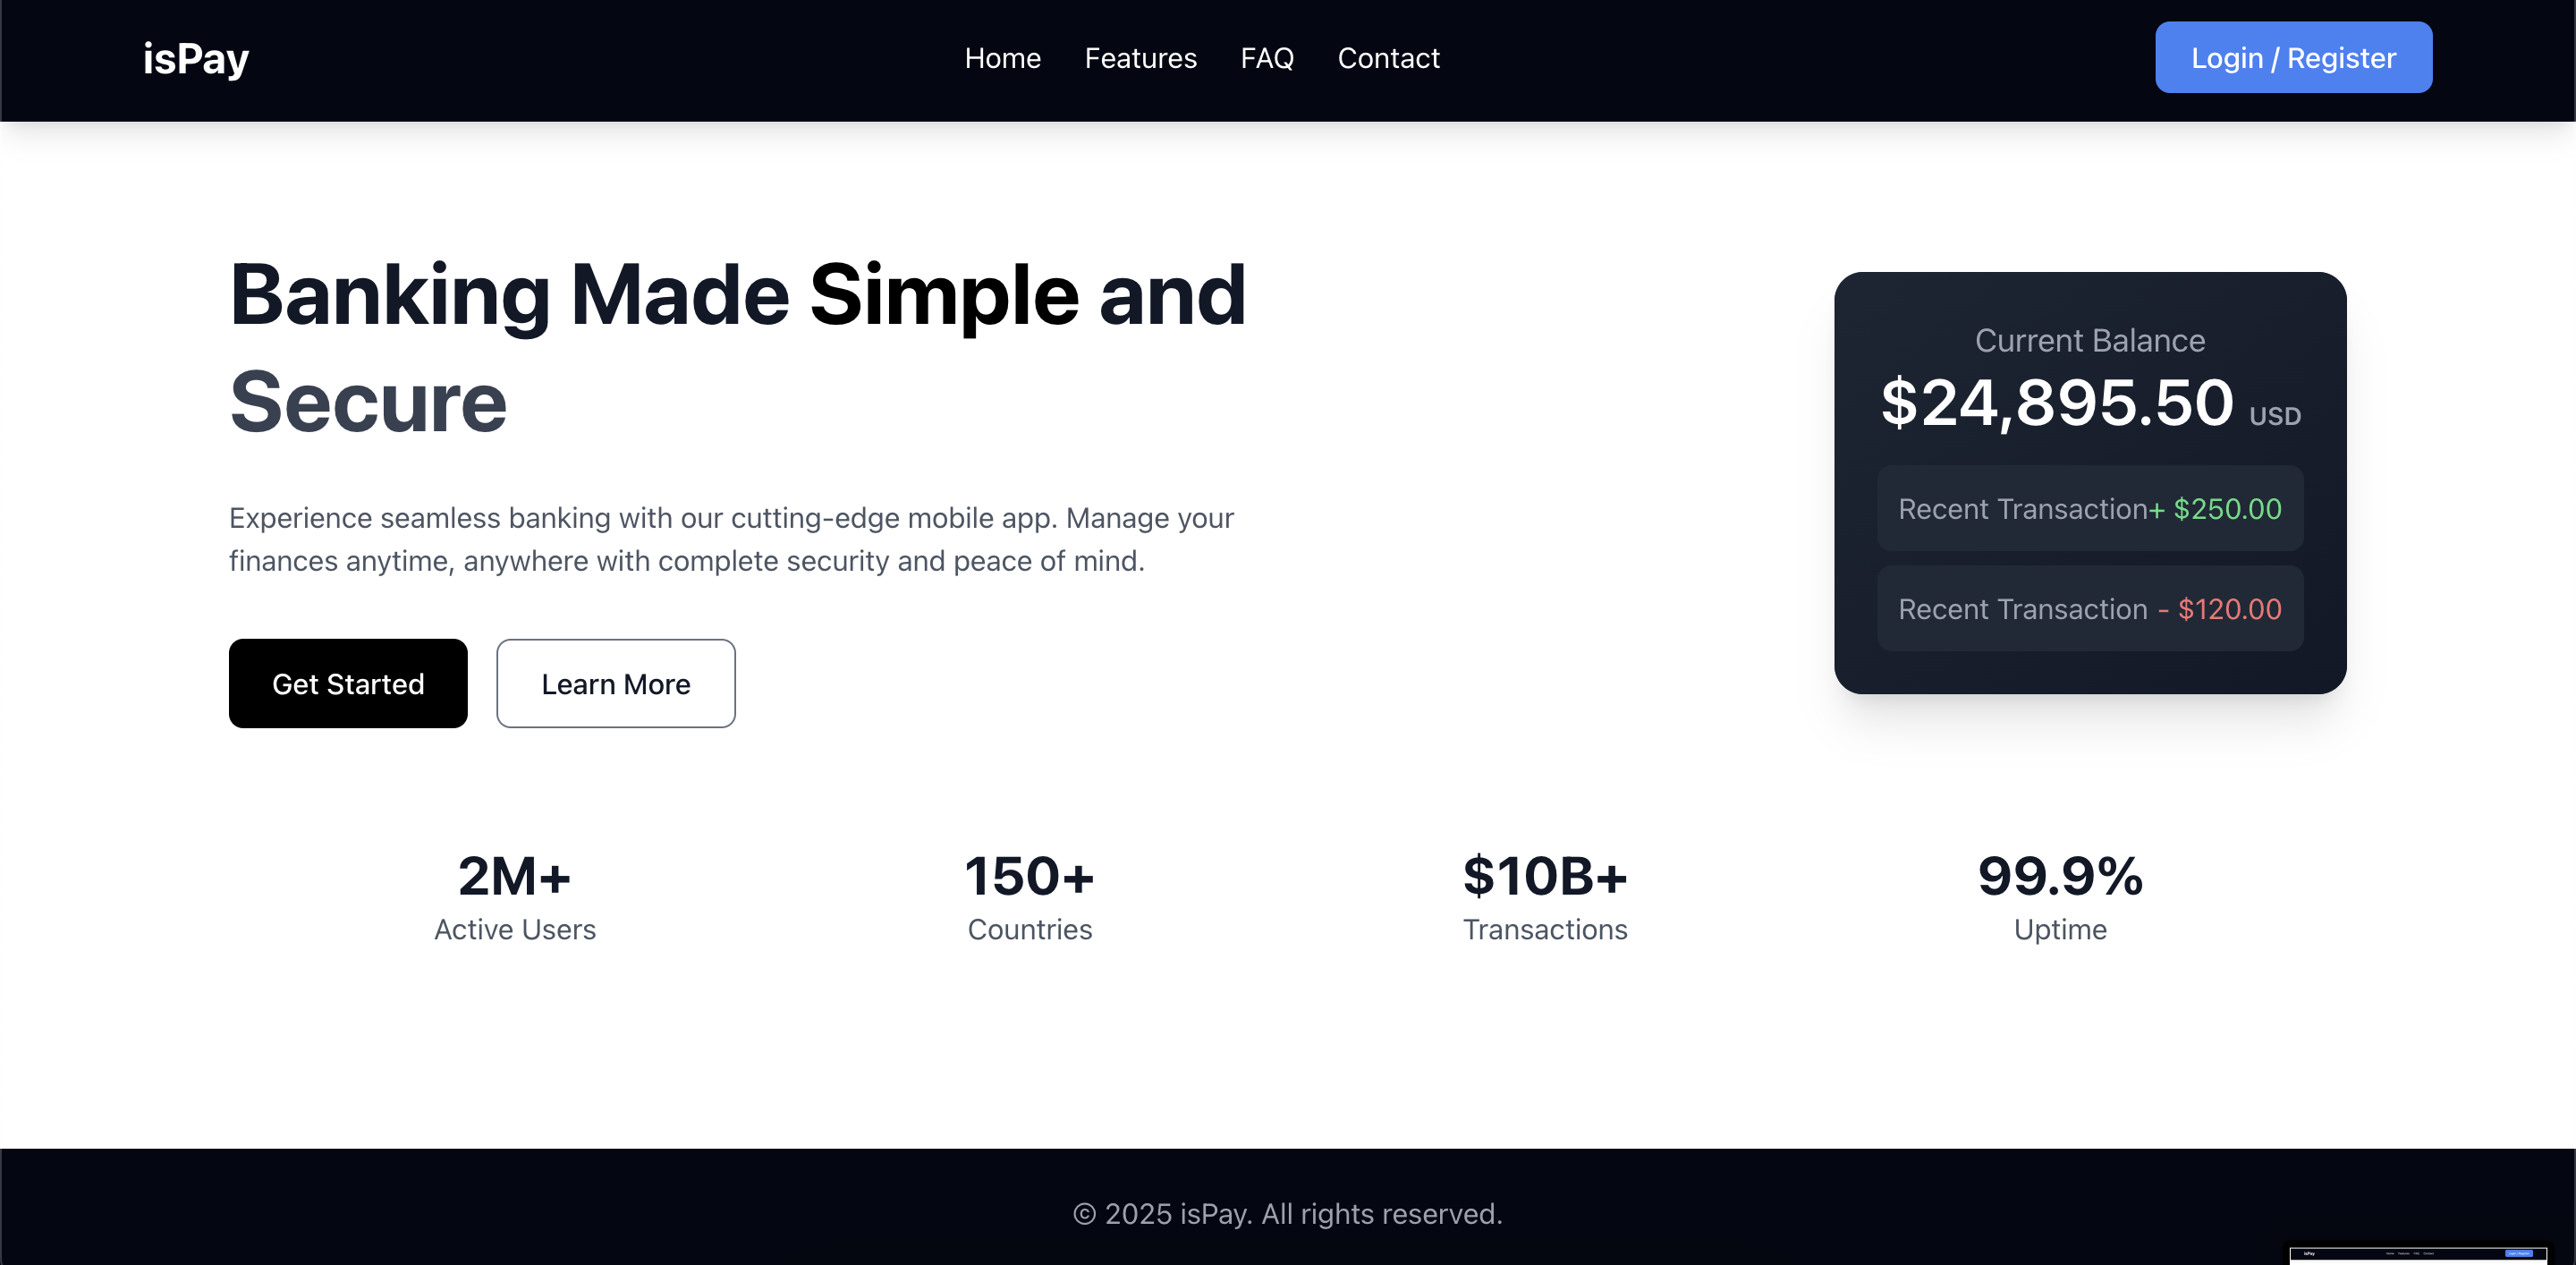 isPay
Home Features FAQ Contact
Login / Register
Banking Made Simple and
Secure
Experience seamless banking with our cutting-edge mobile app. Manage your
finances anytime, anywhere with complete security and peace of mind.
Get Started
Learn More
Current Balance
$24,895.50 USD
Recent Transaction+ $250.00
Recent Transaction - $120.00
2M+
Active Users
150+
Countries
$10B+
Transactions
99.9%
Uptime
© 2025 isPay. All rights reserved.